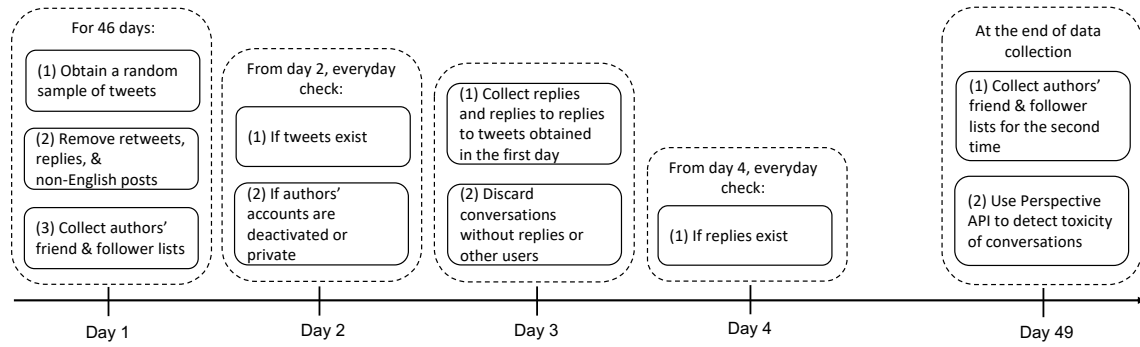 For 46 days:
(1) Obtain a random
sample of tweets
(2) Remove retweets,
replies, &
non-English posts
(3) Collect authors'
friend & follower lists
From day 2, everyday
check:
(1) If tweets exist
(2) If authors'
accounts are
deactivated or
private
(1) Collect replies
and replies to replies
to tweets obtained
in the first day
(2) Discard
conversations
without replies or
other users
From day 4, everyday
check:
(1) If replies exist
At the end of data
collection
(1) Collect authors'
friend & follower
lists for the second
time
(2) Use Perspective
API to detect toxicity
of conversations
Day 1
Day 2
Day 3
Day 4
Day 49